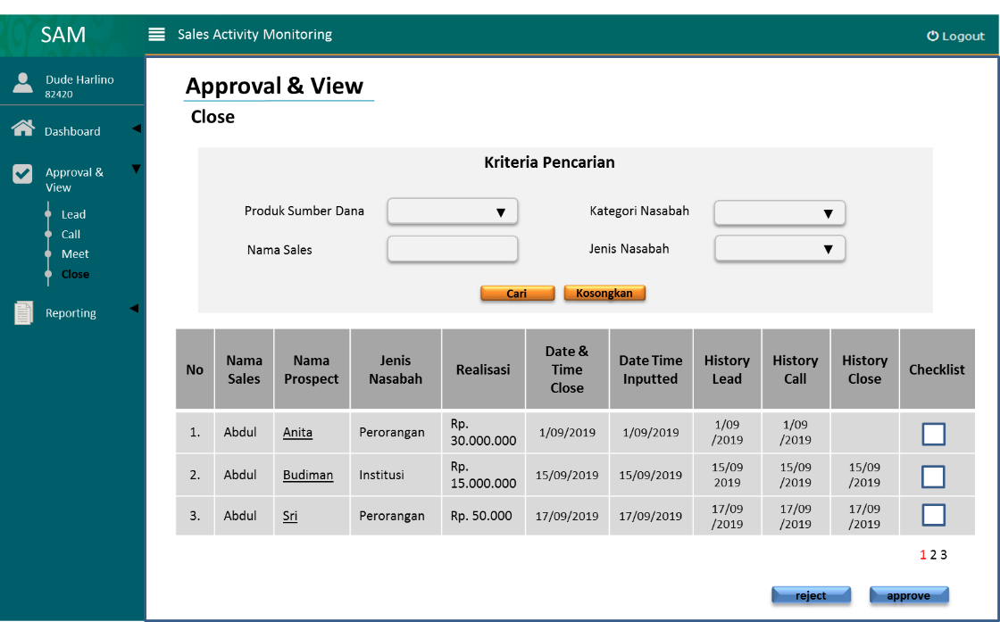 SAM
Sales Activity Monitoring
Logout
Dude Harlino
82420
Dashboard
Approval &
View
Lead
Call
Meet
Close
Reporting
Approval & View
Close
Kriteria Pencarian
Produk Sumber Dana
Kategori Nasabah
Nama Sales
Jenis Nasabah
Cari
Kosongkan
No
Nama
Sales
Nama
Prospect
Jenis
Nasabah
Realisasi
Date &
Time
Close
Date Time
Inputted
History
Lead
History
Call
History
Close
Checklist
1.
Abdul
Anita
Perorangan
Rp.
30.000.000
1/09/2019
1/09/2019
1/09
/2019
1/09
/2019
2.
Abdul
Budiman
Institusi
Rp.
15.000.000
15/09/2019
15/09/2019
15/09
2019
15/09
/2019
15/09
/2019
3.
Abdul
Sri
Perorangan
Rp. 50.000
17/09/2019
17/09/2019
17/09
/2019
17/09
/2019
17/09
/2019
1 2 3
reject
approve